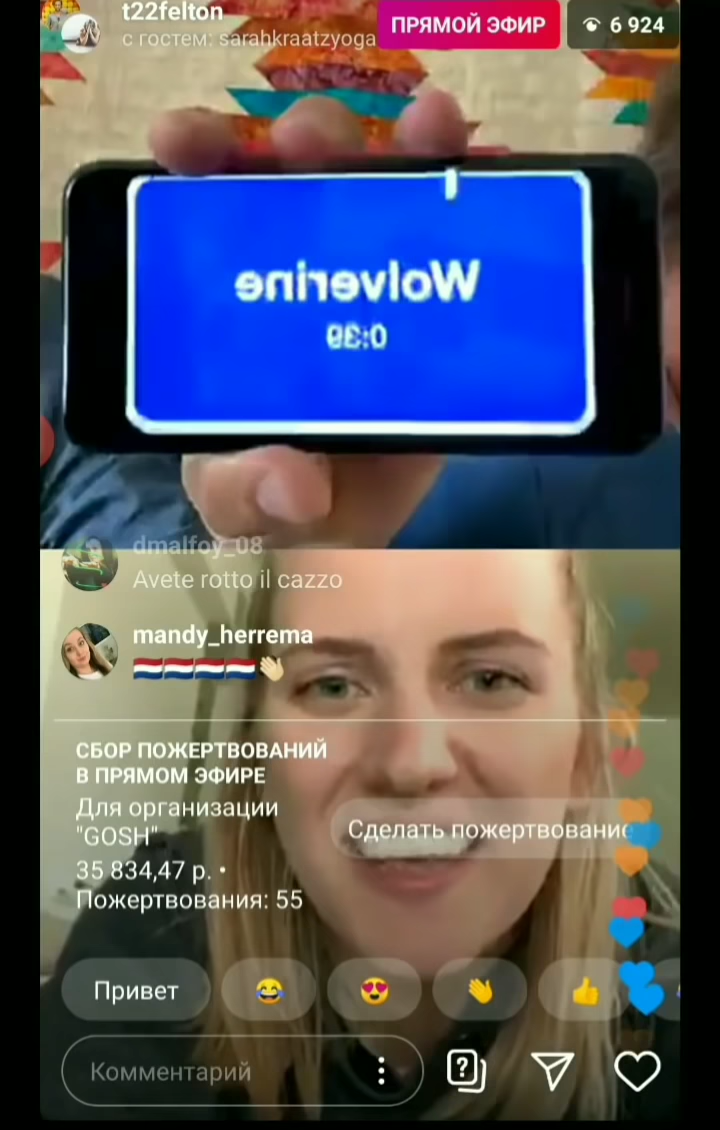 t22felton
с гостем: sarahkraatzyoga
ПРЯМОЙ ЭФИР
6 924
Wolverine
0:39
dmalfoy_08
Avete rotto il cazzo
mandy_herrema
🇳🇱🇳🇱🇳🇱🇳🇱👋🏼
СБОР ПОЖЕРТВОВАНИЙ
В ПРЯМОМ ЭФИРЕ
Для организации
"GOSH"
35 834,47 р. •
Пожертвования: 55
Сделать пожертвование
Привет 😂 😍 👋 👍
Комментарий